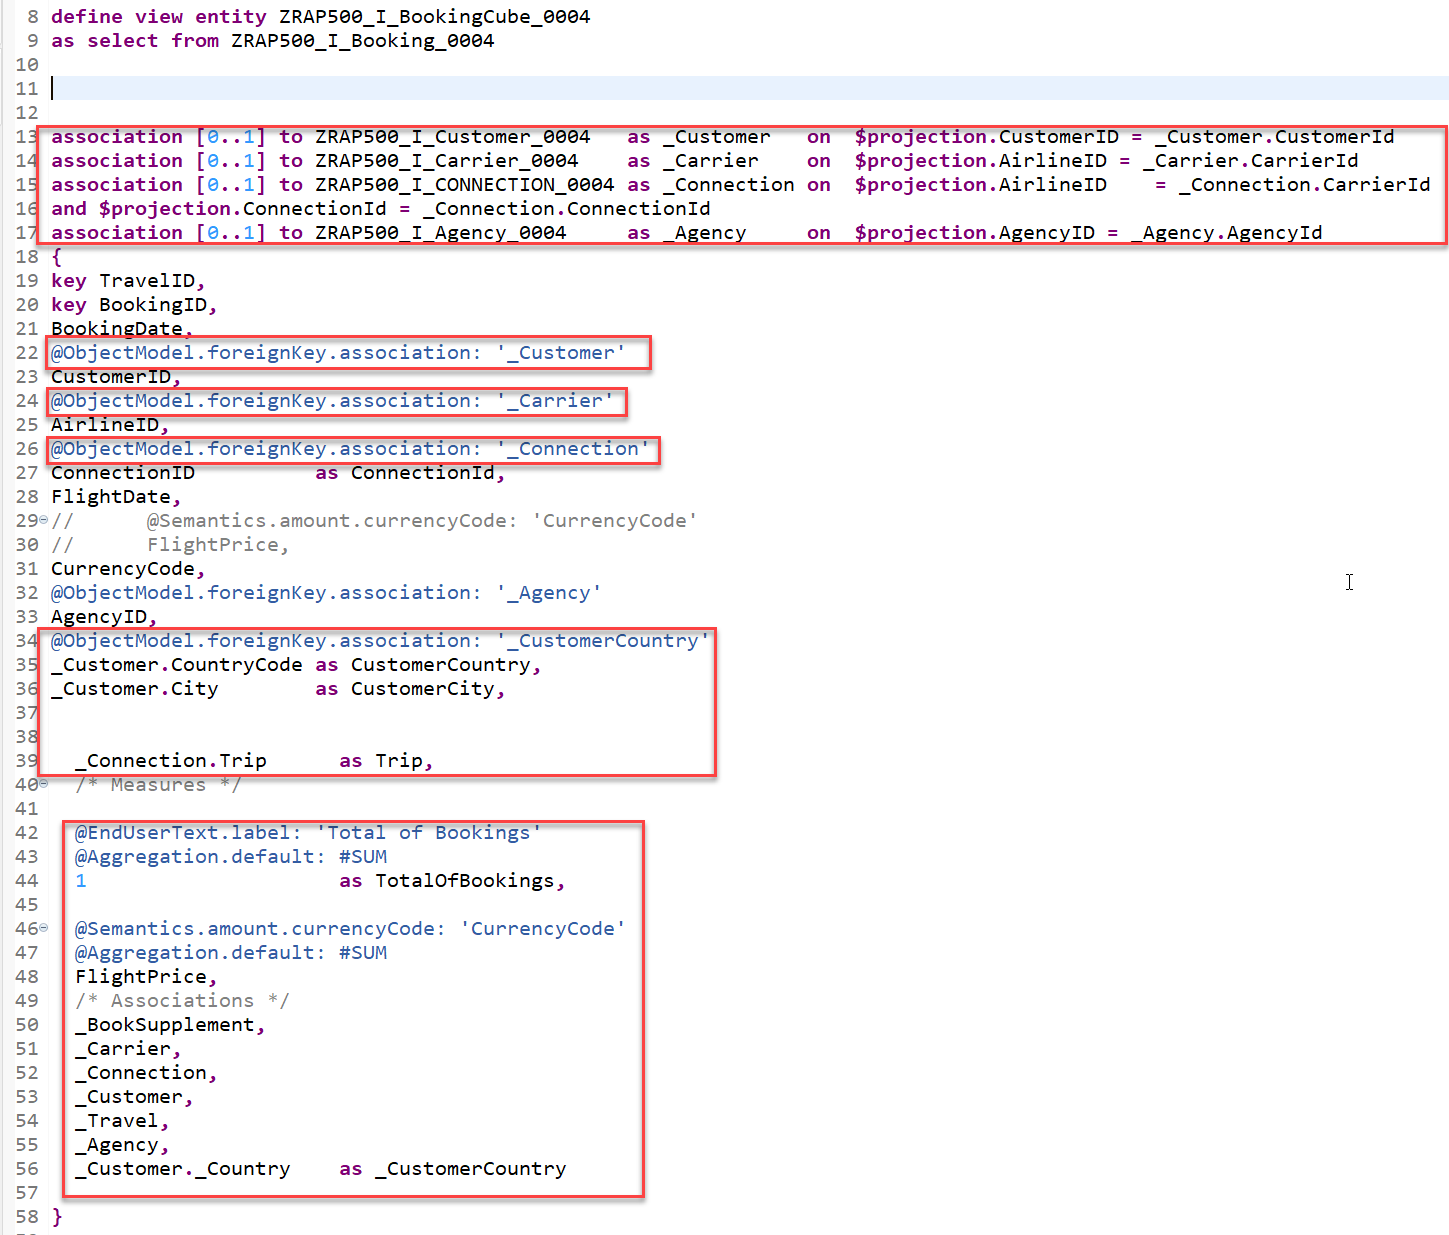 8 define view entity ZRAP500_I_BookingCube_0004
9 as select from ZRAP500_I_Booking_0004
10
11
12
13 association [0..1] to ZRAP500_I_Customer_0004 as _Customer on $projection.CustomerID = _Customer.CustomerId
14 association [0..1] to ZRAP500_I_Carrier_0004 as _Carrier on $projection.AirlineID = _Carrier.CarrierId
15 association [0..1] to ZRAP500_I_CONNECTION_0004 as _Connection on $projection.AirlineID = _Connection.CarrierId
16 and $projection.ConnectionId = _Connection.ConnectionId
17 association [0..1] to ZRAP500_I_Agency_0004 as _Agency on $projection.AgencyID = _Agency.AgencyId
18 {
19 key TravelID,
20 key BookingID,
21 BookingDate,
22 @ObjectModel.foreignKey.association: '_Customer'
23 CustomerID,
24 @ObjectModel.foreignKey.association: '_Carrier'
25 AirlineID,
26 @ObjectModel.foreignKey.association: '_Connection'
27 ConnectionID as ConnectionId,
28 FlightDate,
29 // @Semantics.amount.currencyCode: 'CurrencyCode'
30 // FlightPrice,
31 CurrencyCode,
32 @ObjectModel.foreignKey.association: '_Agency'
33 AgencyID,
34 @ObjectModel.foreignKey.association: '_CustomerCountry'
35 _Customer.CountryCode as CustomerCountry,
36 _Customer.City as CustomerCity,
37
38
39 _Connection.Trip as Trip,
40 /* Measures */
41
42 @EndUserText.label: 'Total of Bookings'
43 @Aggregation.default: #SUM
44 1 as TotalOfBookings,
45
46 @Semantics.amount.currencyCode: 'CurrencyCode'
47 @Aggregation.default: #SUM
48 FlightPrice,
49 /* Associations */
50 _BookSupplement,
51 _Carrier,
52 _Connection,
53 _Customer,
54 _Travel,
55 _Agency,
56 _Customer._Country as _CustomerCountry
57
58 }